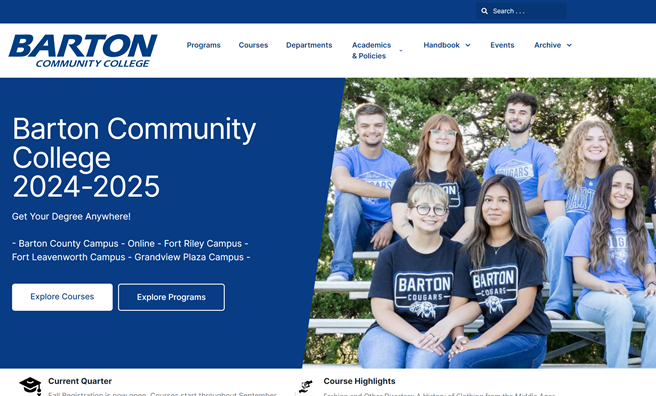 Search . . .
BARTON
COMMUNITY COLLEGE
Programs
Courses
Departments
Academics
& Policies
Handbook
Events
Archive
Barton Community
College
2024-2025
Get Your Degree Anywhere!
- Barton County Campus - Online - Fort Riley Campus -
Fort Leavenworth Campus - Grandview Plaza Campus -
Explore Courses
Explore Programs
BARTON
COUGARS
BARTON
COUGARS
Current Quarter
Course Highlights